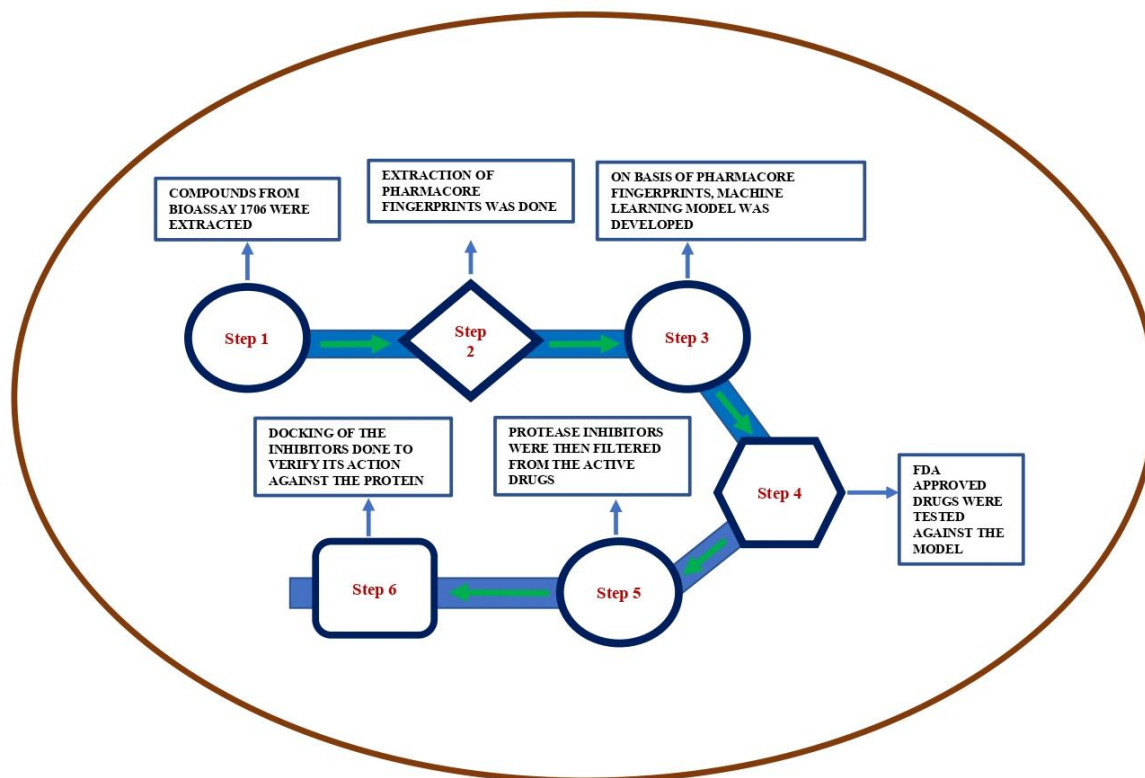 COMPOUNDS FROM
BIOASSAY 1706 WERE
EXTRACTED
EXTRACTION OF
PHARMACORE
FINGERPRINTS WAS DONE
ON BASIS OF PHARMACORE
FINGERPRINTS, MACHINE
LEARNING MODEL WAS
DEVELOPED
Step 1
Step
2
Step 3
DOCKING OF THE
INHIBITORS DONE TO
VERIFY ITS ACTION
AGAINST THE PROTEIN
PROTEASE INHIBITORS
WERE THEN FILTERED
FROM THE ACTIVE
DRUGS
Step 4
FDA
APPROVED
DRUGS WERE
TESTED
AGAINST THE
MODEL
Step 6
Step 5